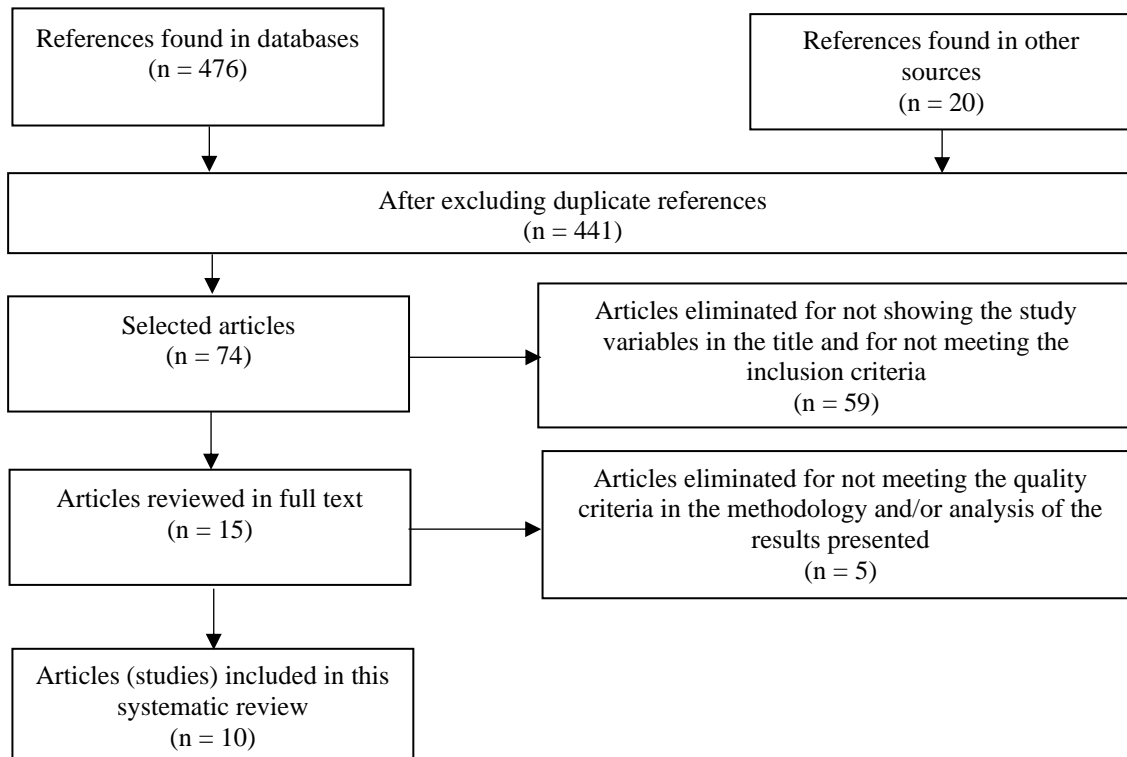 References found in databases
(n = 476)
References found in other
sources
(n = 20)
After excluding duplicate references
(n = 441)
Selected articles
(n = 74)
Articles eliminated for not showing the study
variables in the title and for not meeting the
inclusion criteria
(n = 59)
Articles reviewed in full text
(n = 15)
Articles eliminated for not meeting the quality
criteria in the methodology and/or analysis of the
results presented
(n = 5)
Articles (studies) included in this
systematic review
(n = 10)